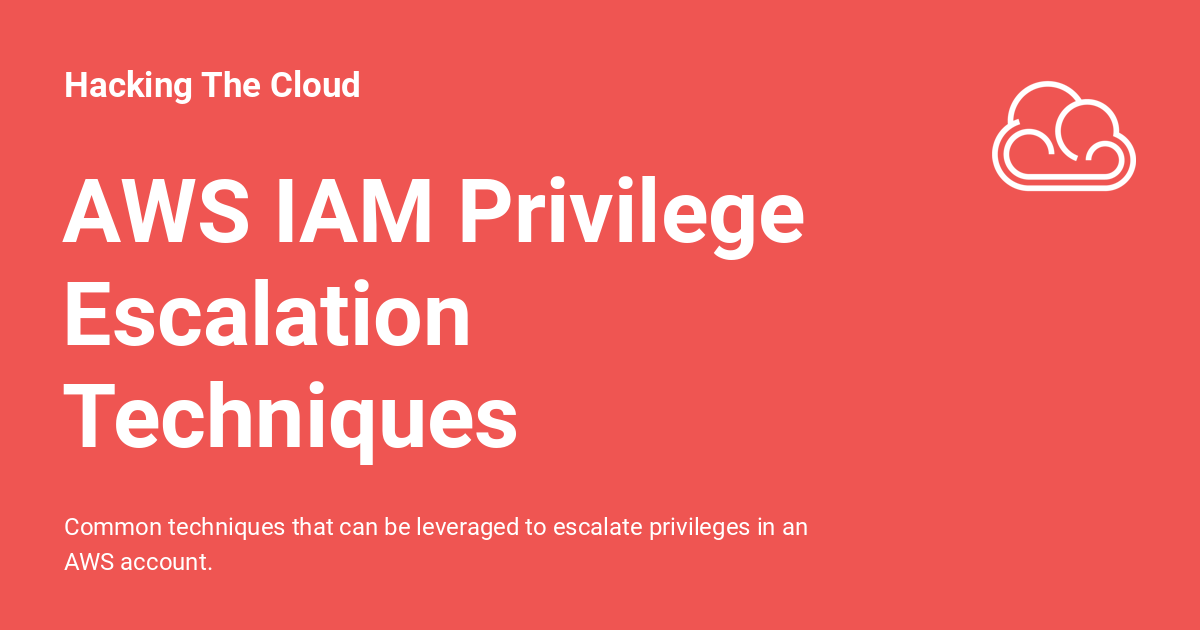 Hacking The Cloud
AWS IAM Privilege
Escalation
Techniques
Common techniques that can be leveraged to escalate privileges in an
AWS account.